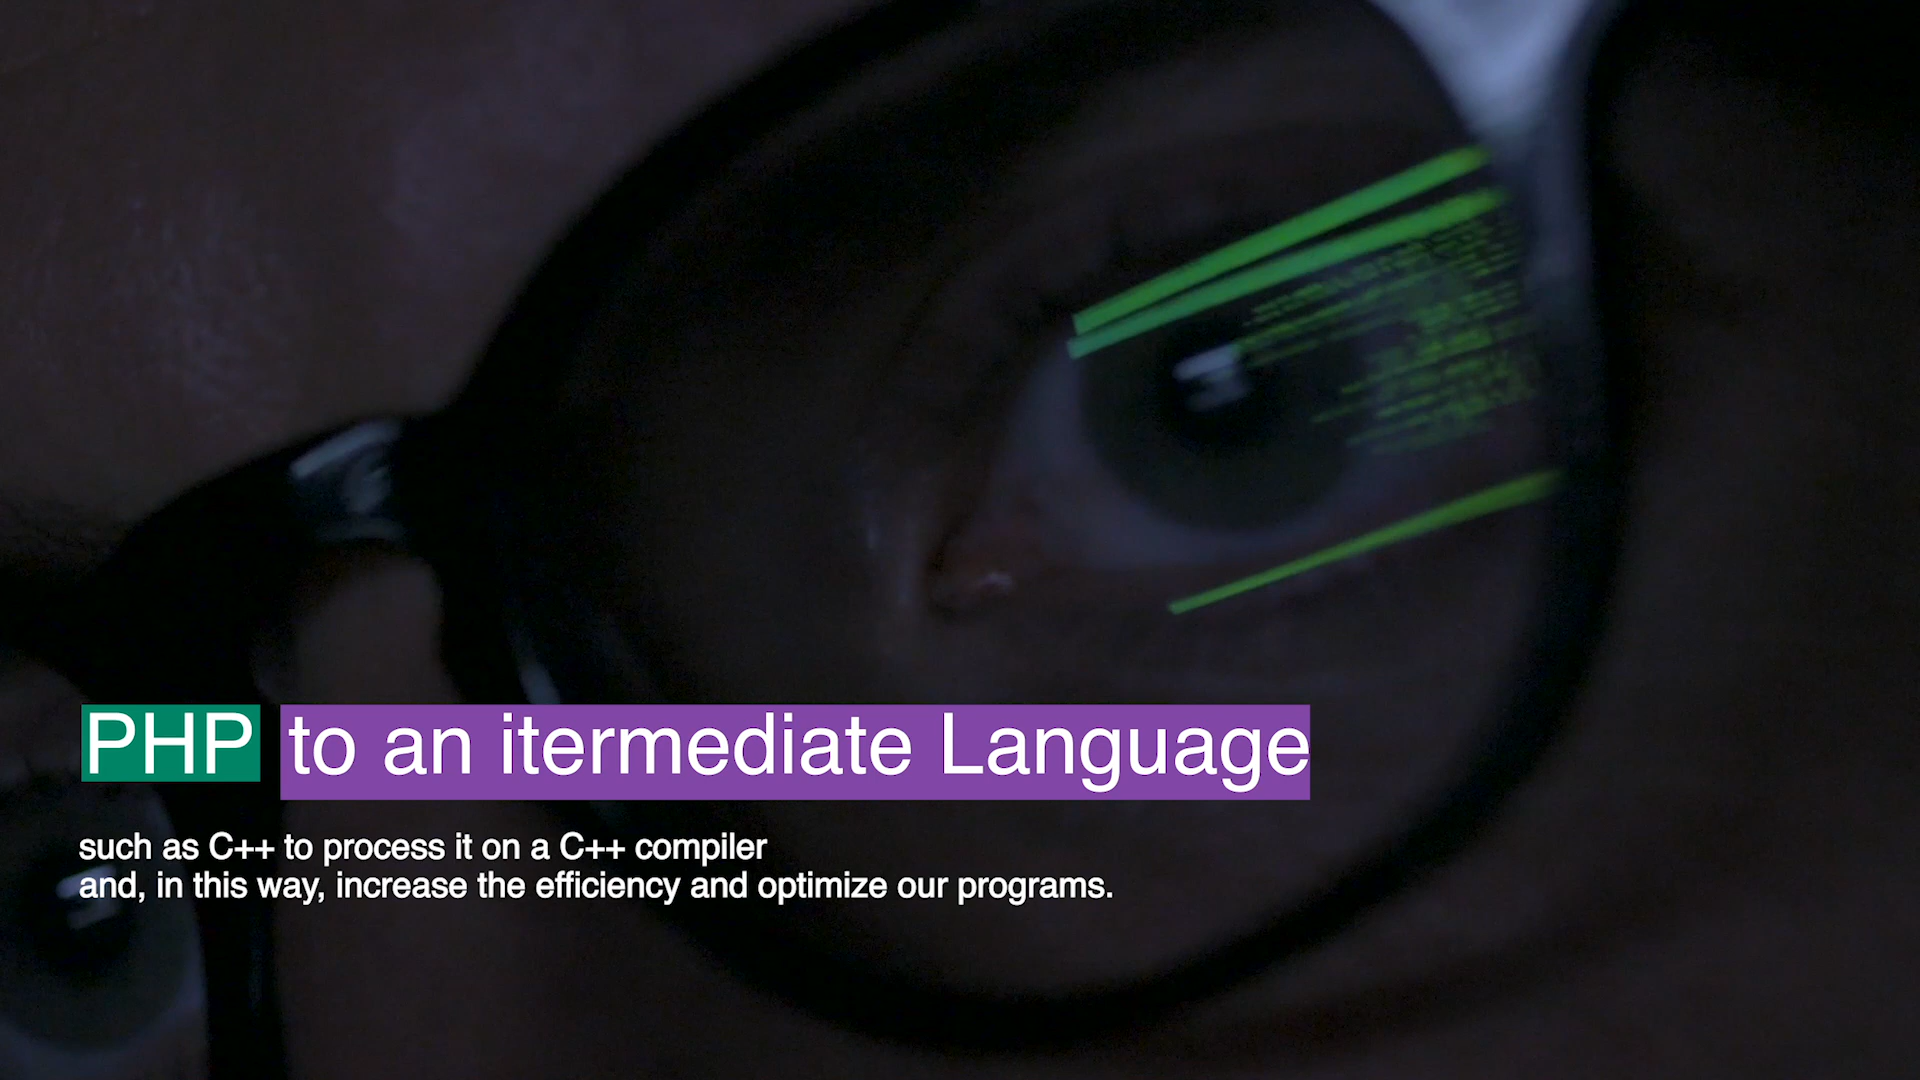 PHP to an itermediate Language
such as C++ to process it on a C++ compiler
and, in this way, increase the efficiency and optimize our programs.